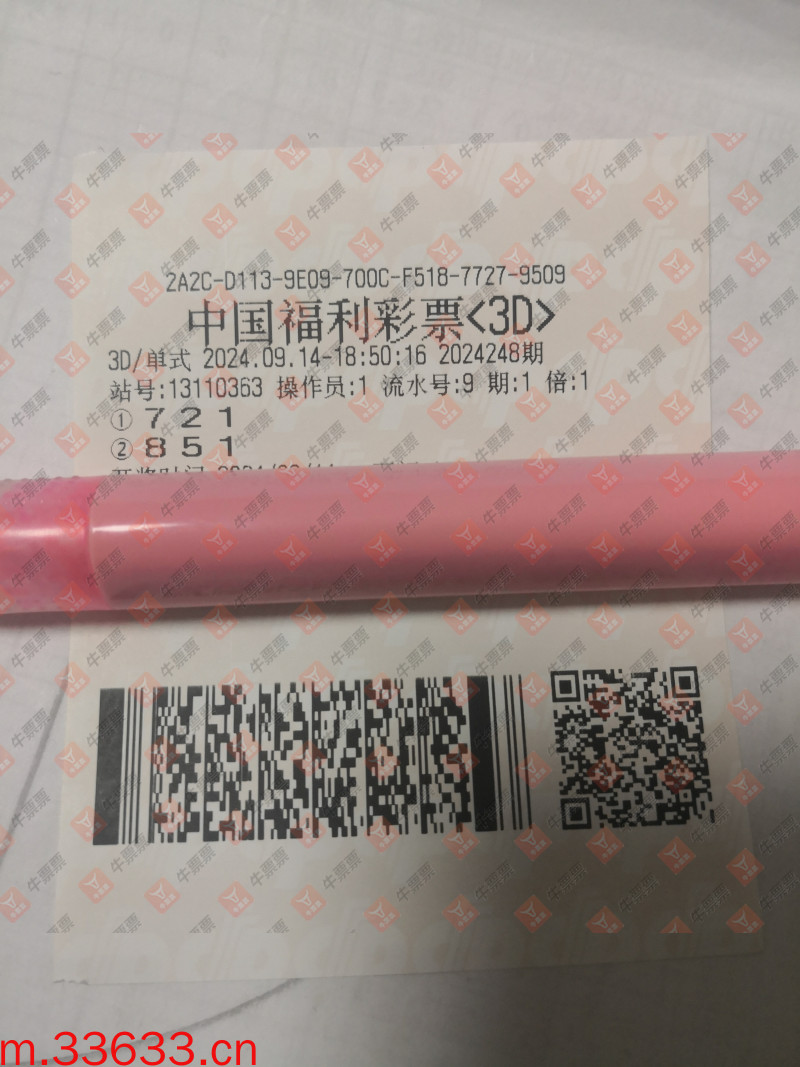 2A2C-D113-9E09-700C-F518-7727-9509
中国福利彩票<3D>
3D/单式 2024.09.14-18:50:16 2024248期
站号:13110363 操作员:1 流水号:9 期:1 倍:1
① 7 2 1
② 8 5 1
牛票票
m.33633.cn